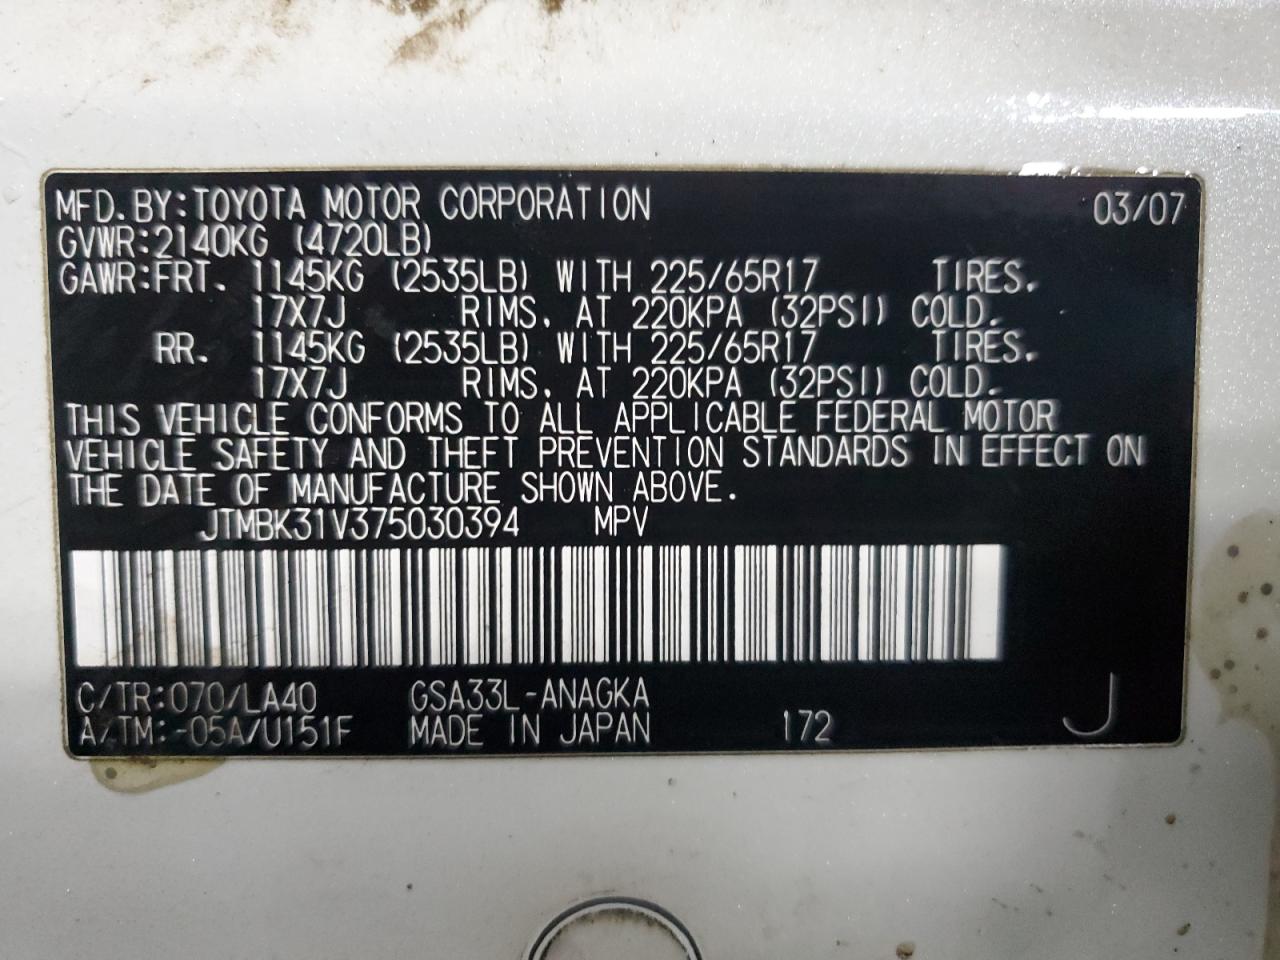 MFD. BY: TOYOTA MOTOR CORPORATION 03/07
GVWR: 2140KG (4720LB)
GAWR: FRT. 1145KG (2535LB) WITH 225/65R17 TIRES.
17X7J RIMS. AT 220KPA (32PSI) COLD.
RR. 1145KG (2535LB) WITH 225/65R17 TIRES.
17X7J RIMS. AT 220KPA (32PSI) COLD.
THIS VEHICLE CONFORMS TO ALL APPLICABLE FEDERAL MOTOR
VEHICLE SAFETY AND THEFT PREVENTION STANDARDS IN EFFECT ON
THE DATE OF MANUFACTURE SHOWN ABOVE.
JTMBK31V375030394 MPV
C/TR: 070/LA40 GSA33L-ANAGKA
A/TM: -05A/U151F MADE IN JAPAN 172 J